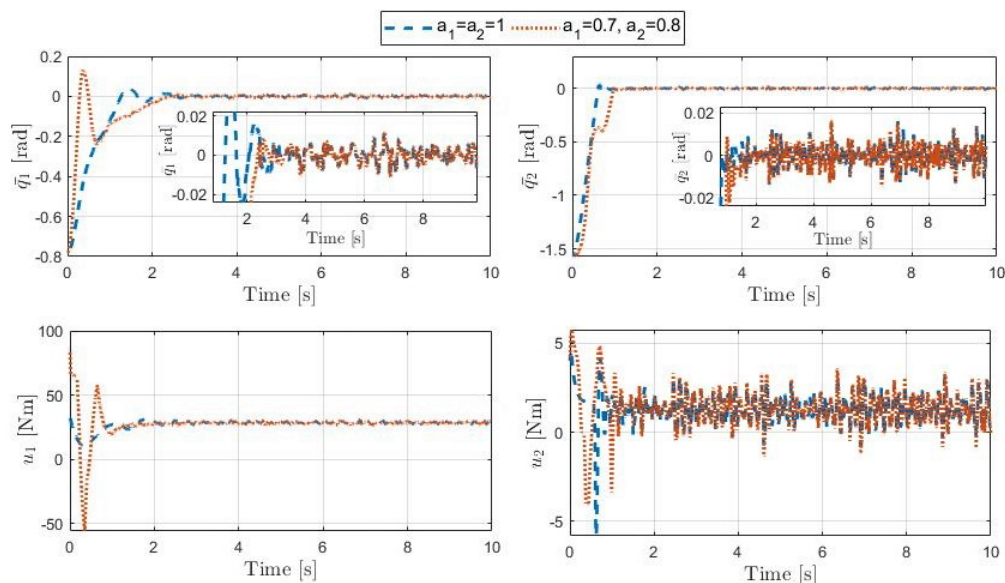 a₁=a₂=1 a₁=0.7, a₂=0.8
0.2
0
-0.2
-0.4
-0.6
-0.8
q̄₁ [rad]
0.02
0
-0.02
q₁ [rad]
2 4 6 8
Time [s]
0 2 4 6 8 10
Time [s]
0
-0.5
-1
-1.5
q̄₂ [rad]
0.02
0
-0.02
q₂ [rad]
2 4 6 8
Time [s]
0 2 4 6 8 10
Time [s]
100
50
0
-50
u₁ [Nm]
0 2 4 6 8 10
Time [s]
5
0
-5
u₂ [Nm]
0 2 4 6 8 10
Time [s]